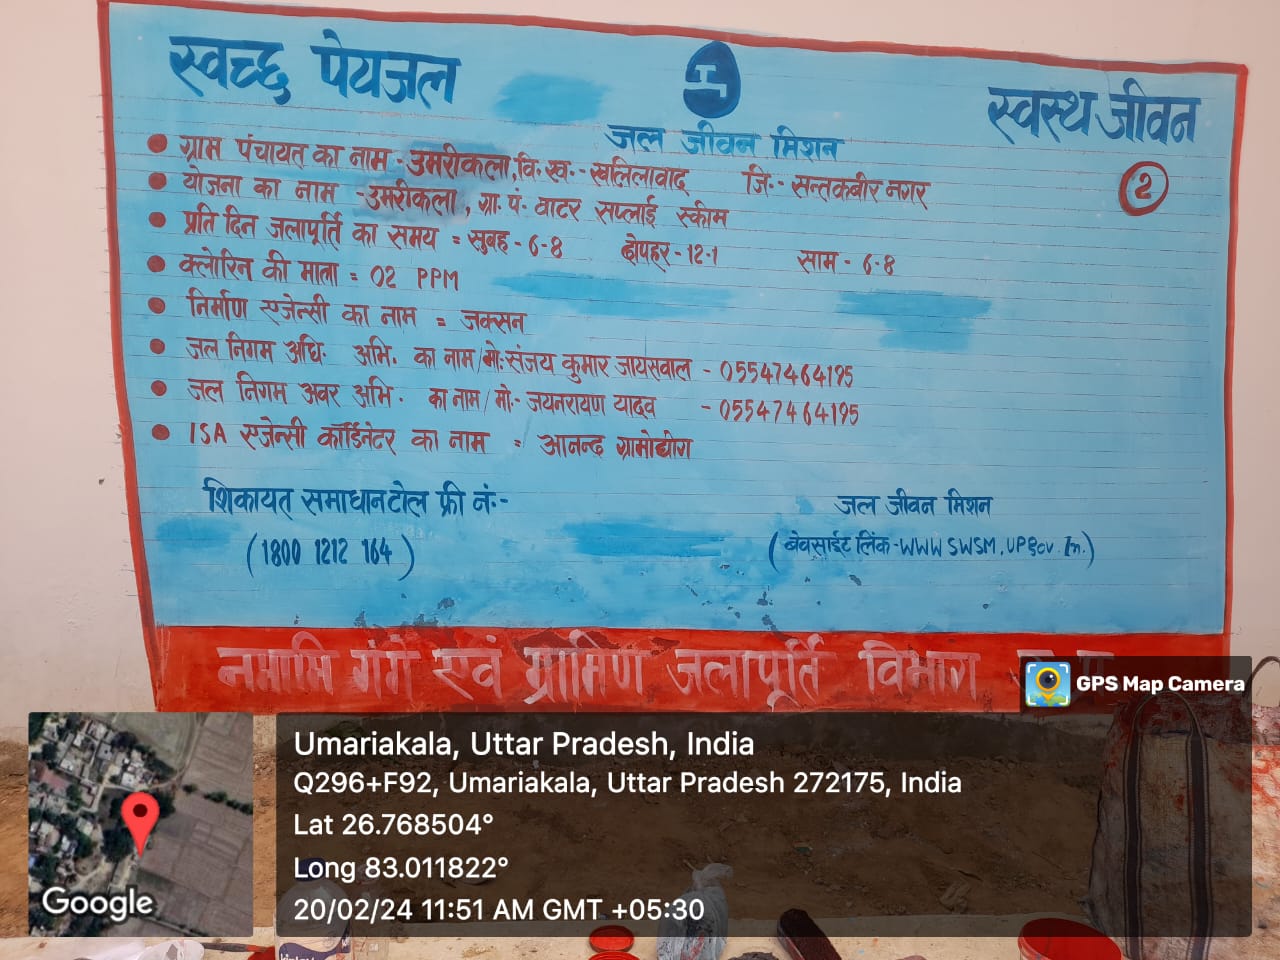 स्वच्छ पेयजल
जल जीवन मिशन
स्वस्थ जीवन
2
• ग्राम पंचायत का नाम - उमरीकला, वि. ख. - खलिलावाद जि:- सन्तकबीर नगर
• योजना का नाम - उमरीकला, ग्रा. पं. वाटर सप्लाई स्कीम
• प्रति दिन जलापूर्ति का समय = सुबह - 6-8 दोपहर - 12-1 साम - 6-8
• क्लोरिन की मात्रा = 02 PPM
• निर्माण एजेन्सी का नाम = जक्सन
• जल निगम अधि. अभि. का नाम/मो: संजय कुमार जायसवाल - 05547464195
• जल निगम अवर अभि. का नाम/मो:- जयनरायण यादव - 05547464195
• ISA एजेन्सी कॉर्डिनेटर का नाम = आनन्द ग्रामोद्योग
शिकायत समाधान टोल फ्री नं:-
(1800 1212 164)
जल जीवन मिशन
(बेवसाईट लिंक - WWW SWSM. UPGov. In.)
नमामि गंगे एवं ग्रामिण जलापूर्ति विभाग
GPS Map Camera
Umariakala, Uttar Pradesh, India
Q296+F92, Umariakala, Uttar Pradesh 272175, India
Lat 26.768504°
Long 83.011822°
20/02/24 11:51 AM GMT +05:30
Google